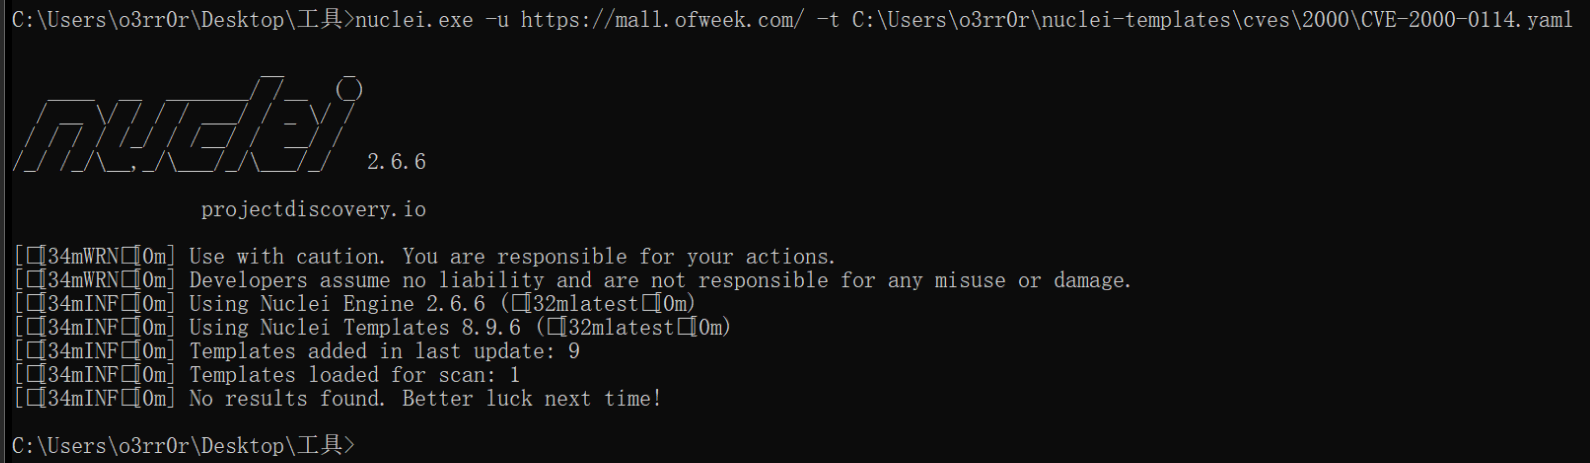 C:\Users\o3rr0r\Desktop\工具>nuclei.exe -u https://mall.ofweek.com/ -t C:\Users\o3rr0r\nuclei-templates\cves\2000\CVE-2000-0114.yaml
nuclei 2.6.6
projectdiscovery.io
[□[34mWRN□[0m] Use with caution. You are responsible for your actions.
[□[34mWRN□[0m] Developers assume no liability and are not responsible for any misuse or damage.
[□[34mINF□[0m] Using Nuclei Engine 2.6.6 (□[32mlatest□[0m)
[□[34mINF□[0m] Using Nuclei Templates 8.9.6 (□[32mlatest□[0m)
[□[34mINF□[0m] Templates added in last update: 9
[□[34mINF□[0m] Templates loaded for scan: 1
[□[34mINF□[0m] No results found. Better luck next time!
C:\Users\o3rr0r\Desktop\工具>